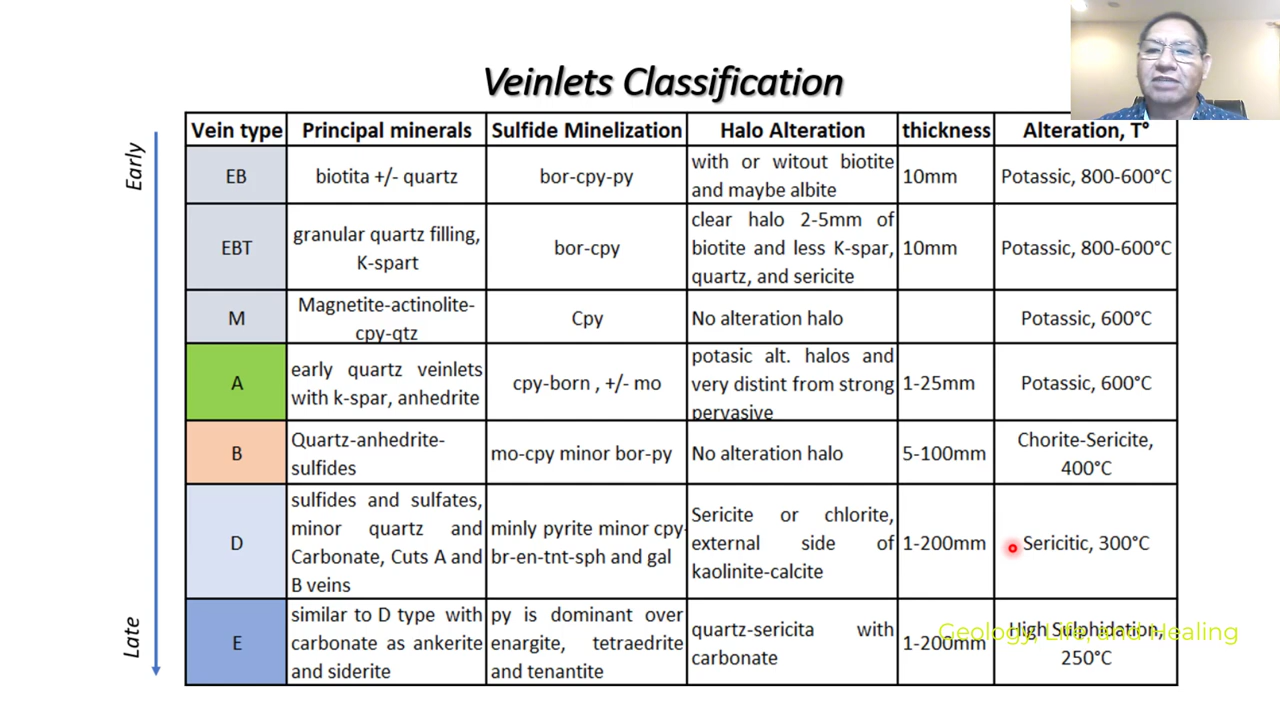 Veinlets Classification
Early
Late
Vein type Principal minerals Sulfide Minelization Halo Alteration thickness Alteration, T°
EB
biotita +/- quartz
bor-cpy-py
with or witout biotite
and maybe albite
10mm
Potassic, 800-600°C
EBT
granular quartz filling,
K-spart
bor-cpy
clear halo 2-5mm of
biotite and less K-spar,
quartz, and sericite
10mm
Potassic, 800-600°C
M
Magnetite-actinolite-
cpy-qtz
Cpy
No alteration halo
Potassic, 600°C
A
early quartz veinlets
with k-spar, anhedrite
cpy-born , +/- mo
potasic alt. halos and
very distint from strong
pervasive
1-25mm
Potassic, 600°C
B
Quartz-anhedrite-
sulfides
mo-cpy minor bor-py
No alteration halo
5-100mm
Chorite-Sericite,
400°C
D
sulfides and sulfates,
minor quartz and
Carbonate, Cuts A and
B veins
minly pyrite minor cpy-
br-en-tnt-sph and gal
Sericite or chlorite,
external side of
kaolinite-calcite
1-200mm
Sericitic, 300°C
E
similar to D type with
carbonate as ankerite
and siderite
py is dominant over
enargite, tetraedrite
and tenantite
quartz-sericita with
carbonate
1-200mm
High Sulphidation,
250°C
Geology, Life, and Healing